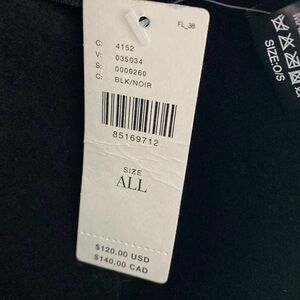 FL_38
C: 4152
V: 035034
S: 0000260
C: BLK/NOIR
85169712
SIZE
ALL
$120.00 USD
$140.00 CAD
SIZE:O/S